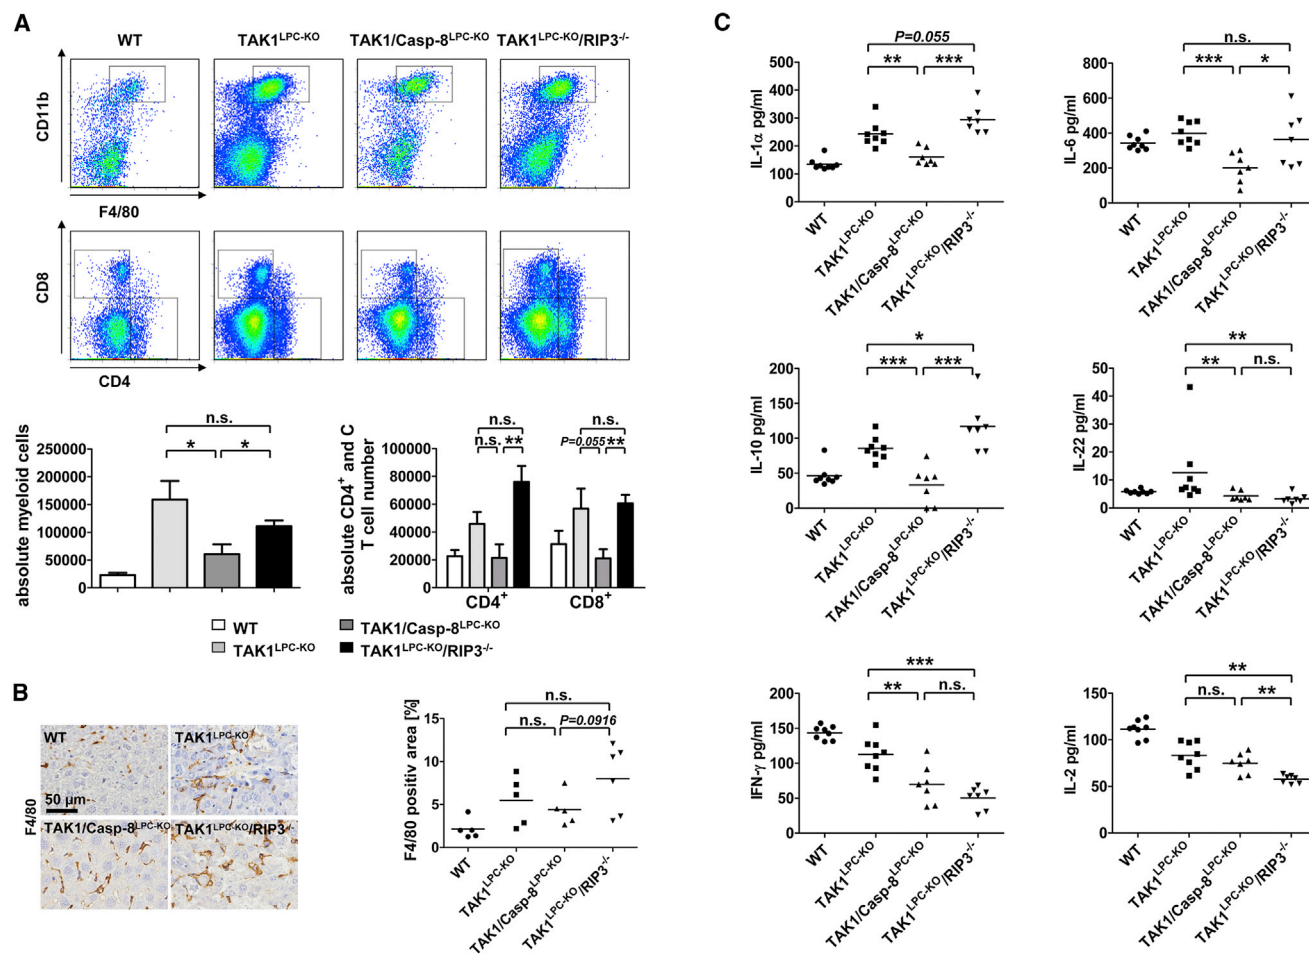 A
WT TAK1LPC-KO TAK1/Casp-8LPC-KO TAK1LPC-KO/RIP3-/-
CD11b
F4/80
CD8
CD4
absolute myeloid cells
250000
200000
150000
100000
50000
0
n.s.
* *
absolute CD4+ and C
T cell number
100000
80000
60000
40000
20000
0
n.s. n.s.
n.s. ** P=0.055 **
CD4+ CD8+
WT TAK1/Casp-8LPC-KO
TAK1LPC-KO TAK1LPC-KO/RIP3-/-
B
F4/80
WT TAK1LPC-KO
50 µm
TAK1/Casp-8LPC-KO TAK1LPC-KO/RIP3-/-
F4/80 positiv area [%]
15
10
5
0
n.s.
n.s. P=0.0916
WT TAK1LPC-KO TAK1/Casp-8LPC-KO TAK1LPC-KO/RIP3-/-
C
IL-1α pg/ml
500
400
300
200
100
0
P=0.055
** ***
WT TAK1LPC-KO TAK1/Casp-8LPC-KO TAK1LPC-KO/RIP3-/-
IL-6 pg/ml
800
600
400
200
0
n.s.
*** *
WT TAK1LPC-KO TAK1/Casp-8LPC-KO TAK1LPC-KO/RIP3-/-
IL-10 pg/ml
200
150
100
50
0
*
*** ***
WT TAK1LPC-KO TAK1/Casp-8LPC-KO TAK1LPC-KO/RIP3-/-
IL-22 pg/ml
50
40
30
20
10
0
**
** n.s.
WT TAK1LPC-KO TAK1/Casp-8LPC-KO TAK1LPC-KO/RIP3-/-
IFN-γ pg/ml
200
150
100
50
0
***
** n.s.
WT TAK1LPC-KO TAK1/Casp-8LPC-KO TAK1LPC-KO/RIP3-/-
IL-2 pg/ml
150
100
50
0
**
n.s. **
WT TAK1LPC-KO TAK1/Casp-8LPC-KO TAK1LPC-KO/RIP3-/-